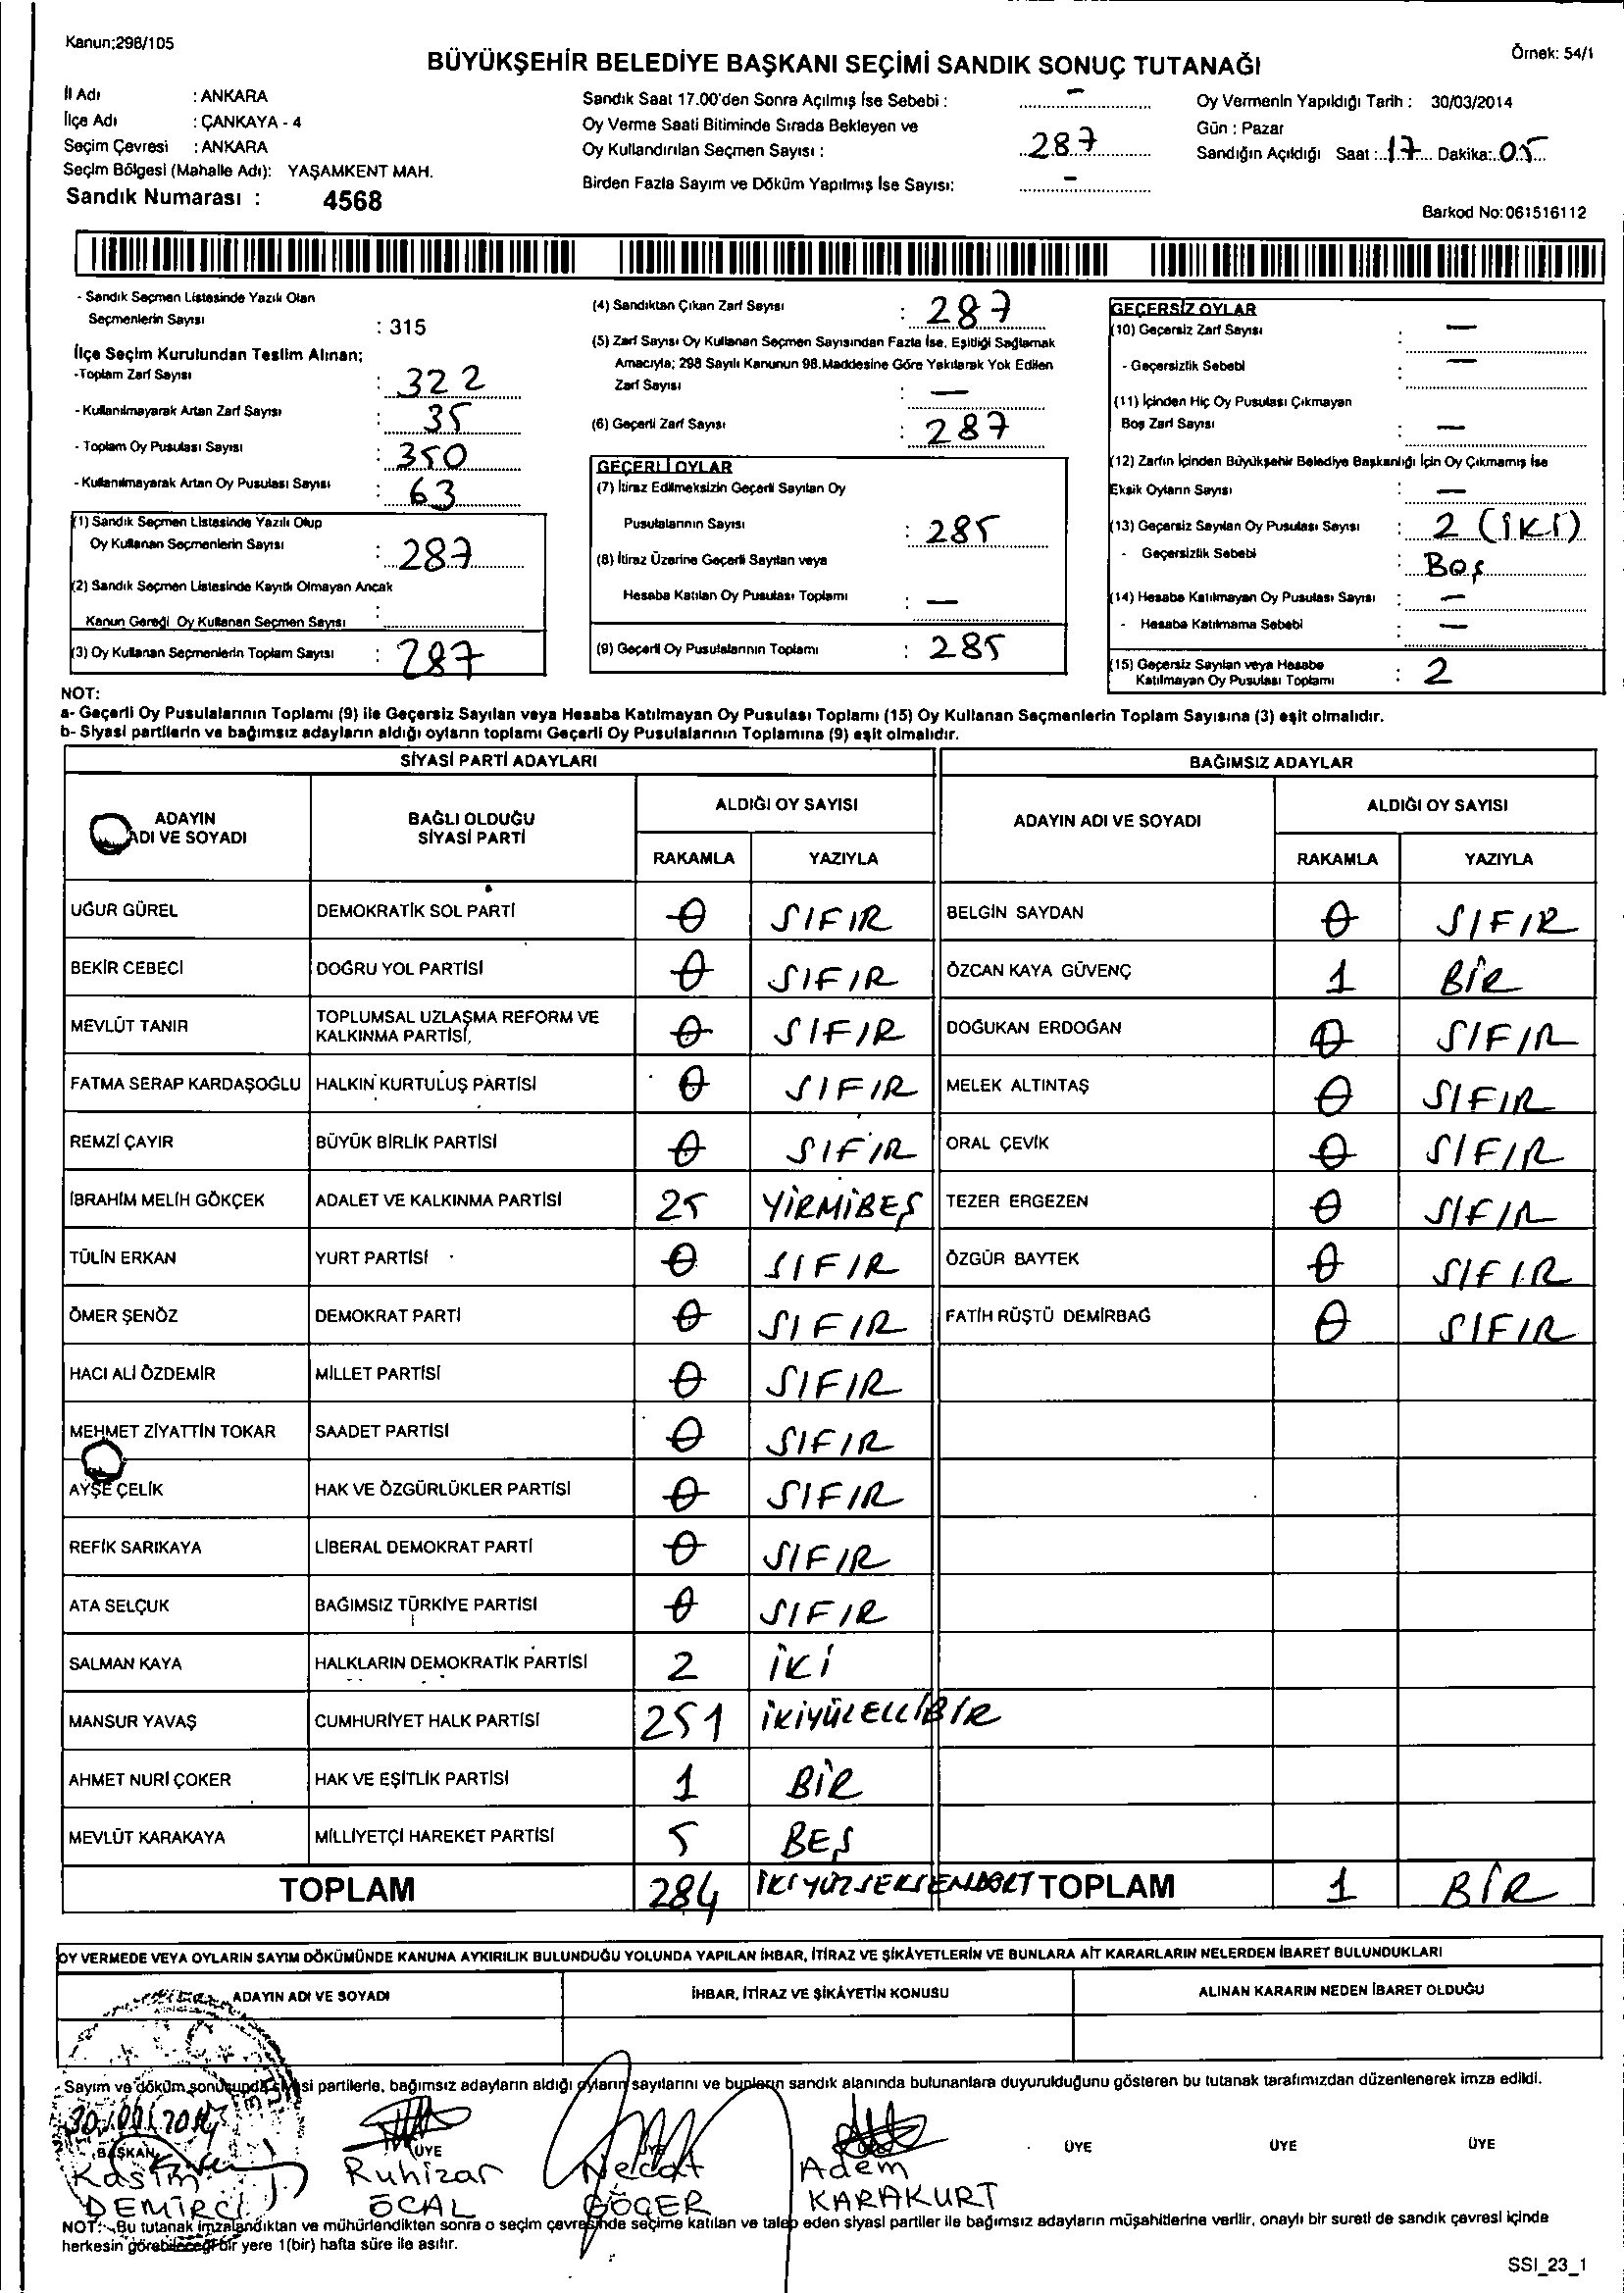 Kanun:298/105
Örnek: 54/1
BÜYÜKŞEHİR BELEDİYE BAŞKANI SEÇİMİ SANDIK SONUÇ TUTANAĞI
İl Adı : ANKARA
İlçe Adı : ÇANKAYA - 4
Seçim Çevresi : ANKARA
Seçim Bölgesi (Mahalle Adı): YAŞAMKENT MAH.
Sandık Numarası : 4568
Sandık Saat 17.00'den Sonra Açılmış İse Sebebi : -
Oy Verme Saati Bitiminde Sırada Bekleyen ve
Oy Kullandırılan Seçmen Sayısı : 287
Birden Fazla Sayım ve Döküm Yapılmış İse Sayısı: -
Oy Vermenin Yapıldığı Tarih : 30/03/2014
Gün : Pazar
Sandığın Açıldığı Saat :.17... Dakika:.05...
Barkod No:061516112
- Sandık Seçmen Listesinde Yazılı Olan
Seçmenlerin Sayısı : 315
İlçe Seçim Kurulundan Teslim Alınan;
-Toplam Zarf Sayısı : 322
- Kullanılmayarak Artan Zarf Sayısı : 35
- Toplam Oy Pusulası Sayısı : 350
- Kullanılmayarak Artan Oy Pusulası Sayısı : 63
(1) Sandık Seçmen Listesinde Yazılı Olup
Oy Kullanan Seçmenlerin Sayısı : 287
(2) Sandık Seçmen Listesinde Kayıtlı Olmayan Ancak
Kanun Gereği Oy Kullanan Seçmen Sayısı :
(3) Oy Kullanan Seçmenlerin Toplam Sayısı : 287
(4) Sandıktan Çıkan Zarf Sayısı : 287
(5) Zarf Sayısı Oy Kullanan Seçmen Sayısından Fazla İse, Eşitliği Sağlamak
Amacıyla; 298 Sayılı Kanunun 98.Maddesine Göre Yakılarak Yok Edilen
Zarf Sayısı : -
(6) Geçerli Zarf Sayısı : 287
GEÇERLİ OYLAR
(7) İtiraz Edilmeksizin Geçerli Sayılan Oy
Pusulalarının Sayısı : 285
(8) İtiraz Üzerine Geçerli Sayılan veya
Hesaba Katılan Oy Pusulası Toplamı : -
(9) Geçerli Oy Pusulalarının Toplamı : 285
GEÇERSİZ OYLAR
(10) Geçersiz Zarf Sayısı : -
- Geçersizlik Sebebi : -
(11) İçinden Hiç Oy Pusulası Çıkmayan
Boş Zarf Sayısı : -
(12) Zarfın İçinden Büyükşehir Belediye Başkanlığı İçin Oy Çıkmamış İse
Eksik Oyların Sayısı : -
(13) Geçersiz Sayılan Oy Pusulası Sayısı : 2 (İKİ)
- Geçersizlik Sebebi : Boş
(14) Hesaba Katılmayan Oy Pusulası Sayısı : -
- Hesaba Katılmama Sebebi : -
(15) Geçersiz Sayılan veya Hesaba
Katılmayan Oy Pusulası Toplamı : 2
NOT:
a- Geçerli Oy Pusulalarının Toplamı (9) ile Geçersiz Sayılan veya Hesaba Katılmayan Oy Pusulası Toplamı (15) Oy Kullanan Seçmenlerin Toplam Sayısına (3) eşit olmalıdır.
b- Siyasi partilerin ve bağımsız adayların aldığı oyların toplamı Geçerli Oy Pusulalarının Toplamına (9) eşit olmalıdır.
SİYASİ PARTİ ADAYLARI BAĞIMSIZ ADAYLAR
ADAYIN ADI VE SOYADI BAĞLI OLDUĞU SİYASİ PARTİ ALDIĞI OY SAYISI ADAYIN ADI VE SOYADI ALDIĞI OY SAYISI
RAKAMLA YAZIYLA RAKAMLA YAZIYLA
UĞUR GÜREL DEMOKRATİK SOL PARTİ 0 SIFIR BELGİN SAYDAN 0 SIFIR
BEKİR CEBECİ DOĞRU YOL PARTİSİ 0 SIFIR ÖZCAN KAYA GÜVENÇ 1 BİR
MEVLÜT TANIR TOPLUMSAL UZLAŞMA REFORM VE KALKINMA PARTİSİ 0 SIFIR DOĞUKAN ERDOĞAN 0 SIFIR
FATMA SERAP KARDAŞOĞLU HALKIN KURTULUŞ PARTİSİ 0 SIFIR MELEK ALTINTAŞ 0 SIFIR
REMZİ ÇAYIR BÜYÜK BİRLİK PARTİSİ 0 SIFIR ORAL ÇEVİK 0 SIFIR
İBRAHİM MELİH GÖKÇEK ADALET VE KALKINMA PARTİSİ 25 YİRMİBEŞ TEZER ERGEZEN 0 SIFIR
TÜLİN ERKAN YURT PARTİSİ 0 SIFIR ÖZGÜR BAYTEK 0 SIFIR
ÖMER ŞENÖZ DEMOKRAT PARTİ 0 SIFIR FATİH RÜŞTÜ DEMİRBAĞ 0 SIFIR
HACI ALİ ÖZDEMİR MİLLET PARTİSİ 0 SIFIR
MEHMET ZİYATTİN TOKAR SAADET PARTİSİ 0 SIFIR
AYŞE ÇELİK HAK VE ÖZGÜRLÜKLER PARTİSİ 0 SIFIR
REFİK SARIKAYA LİBERAL DEMOKRAT PARTİ 0 SIFIR
ATA SELÇUK BAĞIMSIZ TÜRKİYE PARTİSİ 0 SIFIR
SALMAN KAYA HALKLARIN DEMOKRATİK PARTİSİ 2 İKİ
MANSUR YAVAŞ CUMHURİYET HALK PARTİSİ 251 İKİYÜZELLİBİR
AHMET NURİ ÇOKER HAK VE EŞİTLİK PARTİSİ 1 BİR
MEVLÜT KARAKAYA MİLLİYETÇİ HAREKET PARTİSİ 5 BEŞ
TOPLAM 284 İKİYÜZSEKSENDÖRT TOPLAM 1 BİR
OY VERMEDE VEYA OYLARIN SAYIM DÖKÜMÜNDE KANUNA AYKIRILIK BULUNDUĞU YOLUNDA YAPILAN İHBAR, İTİRAZ VE ŞİKÂYETLERİN VE BUNLARA AİT KARARLARIN NELERDEN İBARET BULUNDUKLARI
ADAYIN ADI VE SOYADI İHBAR, İTİRAZ VE ŞİKÂYETİN KONUSU ALINAN KARARIN NEDEN İBARET OLDUĞU
Sayım ve döküm sonucunda siyasi partilerle, bağımsız adayların aldığı oyların sayılarını ve bunların sandık alanında bulunanlara duyurulduğunu gösteren bu tutanak tarafımızdan düzenlenerek imza edildi.
BAŞKAN ÜYE ÜYE ÜYE ÜYE ÜYE
Kasım Ruhizar Necat Adem
DEMİRCİ ÖCAL GÖGER KARAKURT
NOT: Bu tutanak imzalandıktan ve mühürlendikten sonra o seçim çevresinde seçime katılan ve talep eden siyasi partiler ile bağımsız adayların müşahitlerine verilir, onaylı bir sureti de sandık çevresi içinde
herkesin görebileceği bir yere 1(bir) hafta süre ile asılır.
SSI_23_1